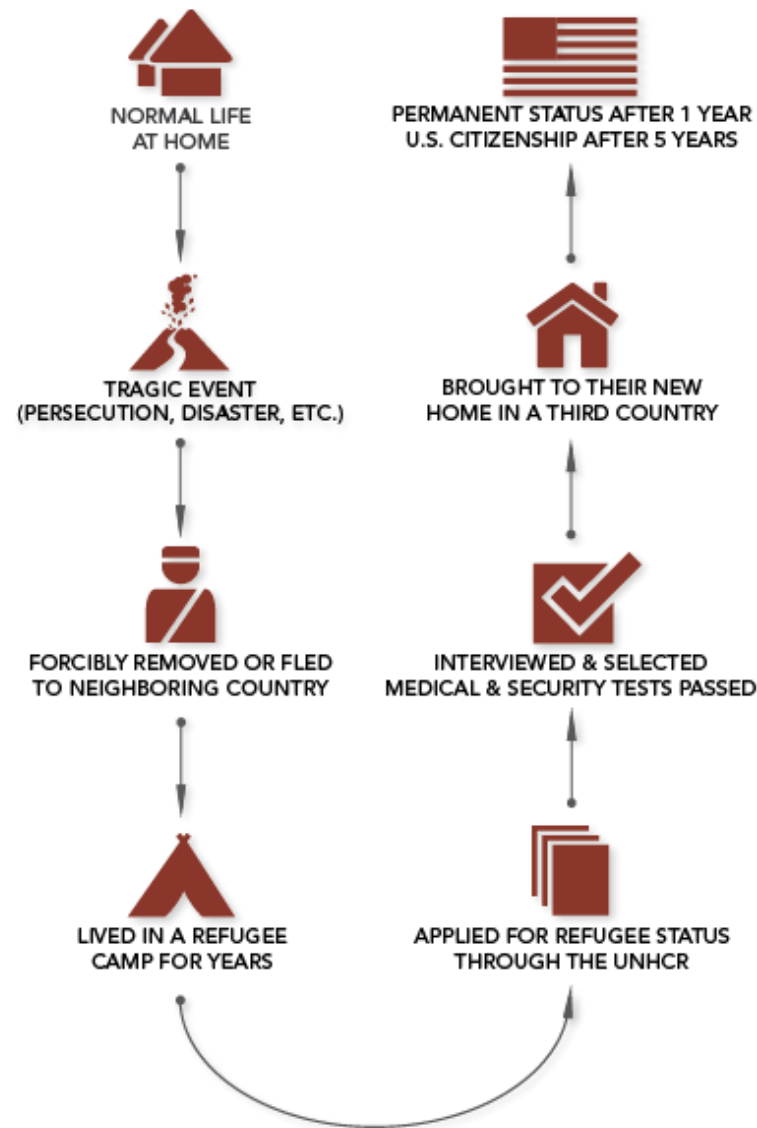 NORMAL LIFE
AT HOME
TRAGIC EVENT
(PERSECUTION, DISASTER, ETC.)
FORCIBLY REMOVED OR FLED
TO NEIGHBORING COUNTRY
LIVED IN A REFUGEE
CAMP FOR YEARS
APPLIED FOR REFUGEE STATUS
THROUGH THE UNHCR
INTERVIEWED & SELECTED
MEDICAL & SECURITY TESTS PASSED
BROUGHT TO THEIR NEW
HOME IN A THIRD COUNTRY
PERMANENT STATUS AFTER 1 YEAR
U.S. CITIZENSHIP AFTER 5 YEARS